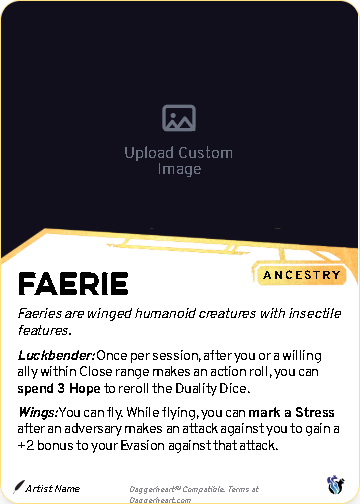 Upload Custom
Image
ANCESTRY
FAERIE
Faeries are winged humanoid creatures with insectile
features.
Luckbender: Once per session, after you or a willing
ally within Close range makes an action roll, you can
spend 3 Hope to reroll the Duality Dice.
Wings: You can fly. While flying, you can mark a Stress
after an adversary makes an attack against you to gain a
+2 bonus to your Evasion against that attack.
Artist Name
Daggerheart™ Compatible. Terms at
Daggerheart.com